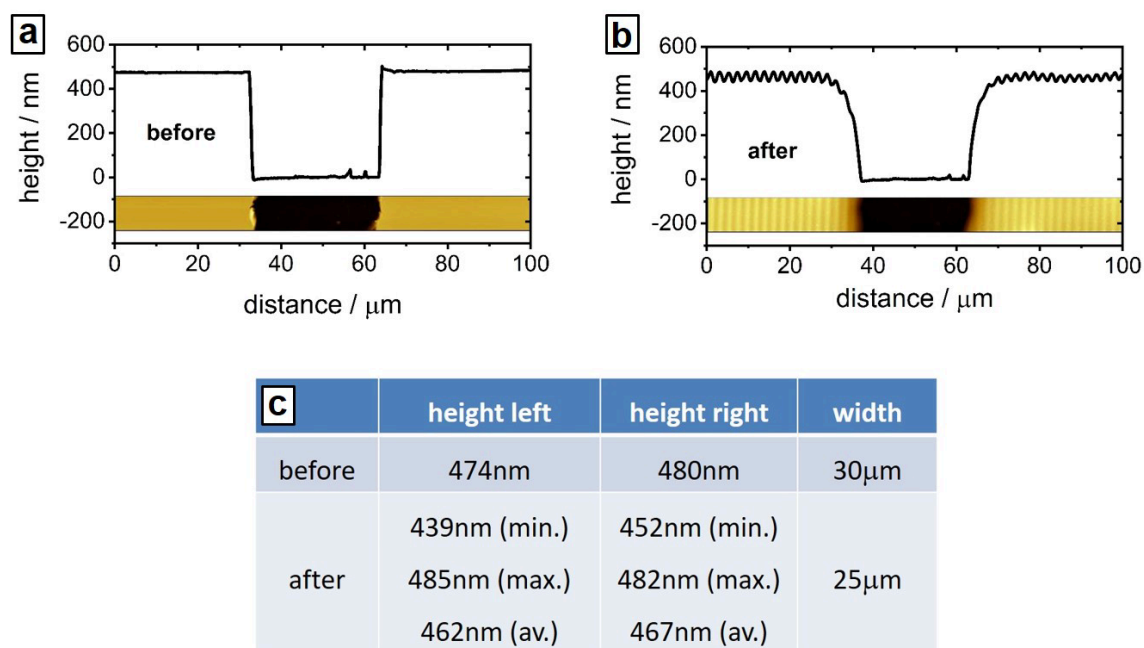 a
600
400
200
0
-200
height / nm
before
0 20 40 60 80 100
distance / μm
b
600
400
200
0
-200
height / nm
after
0 20 40 60 80 100
distance / μm
c
height left height right width
before 474nm 480nm 30μm
439nm (min.) 452nm (min.)
after 485nm (max.) 482nm (max.) 25μm
462nm (av.) 467nm (av.)